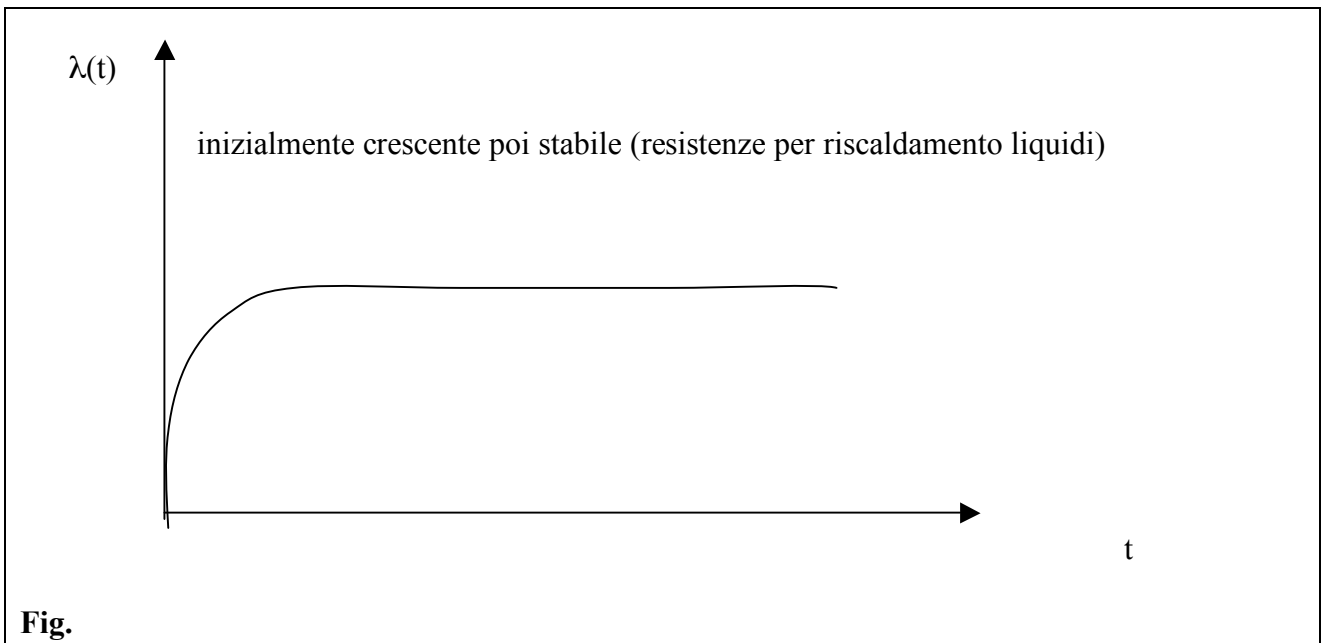 λ(t)
inizialmente crescente poi stabile (resistenze per riscaldamento liquidi)
t
Fig.